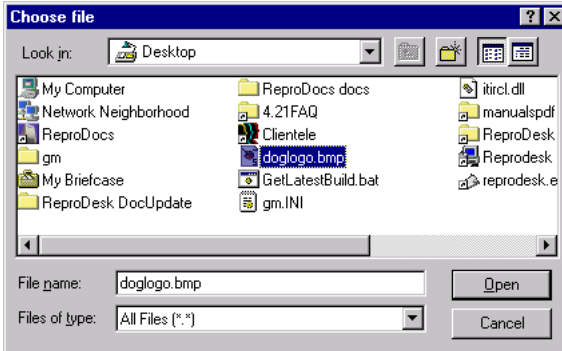 Choose file
Look in:
Desktop
My Computer
Network Neighborhood
ReproDocs
gm
My Briefcase
ReproDesk DocUpdate
ReproDocs docs
4.21FAQ
Clientele
doglogo.bmp
GetLatestBuild.bat
gm.INI
itircl.dll
manualspdf
ReproDesk
Reprodesk
reprodesk.e
File name:
doglogo.bmp
Open
Files of type:
All Files (*.*)
Cancel